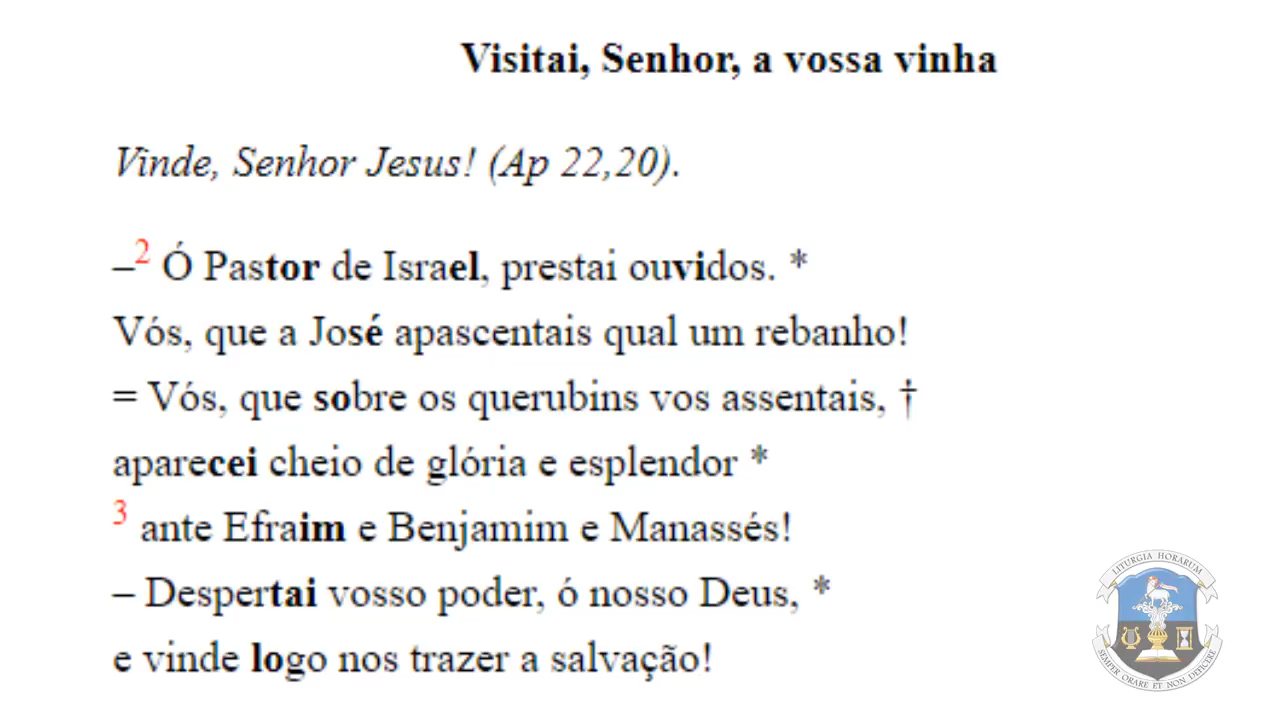 Visitai, Senhor, a vossa vinha
Vinde, Senhor Jesus! (Ap 22,20).
–2 Ó Pastor de Israel, prestai ouvidos. *
Vós, que a José apascentais qual um rebanho!
= Vós, que sobre os querubins vos assentais, †
aparecei cheio de glória e esplendor *
3 ante Efraim e Benjamim e Manassés!
– Despertai vosso poder, ó nosso Deus, *
e vinde logo nos trazer a salvação!
LITURGIA HORARUM
SEMPER ORARE ET NON DEFICERE